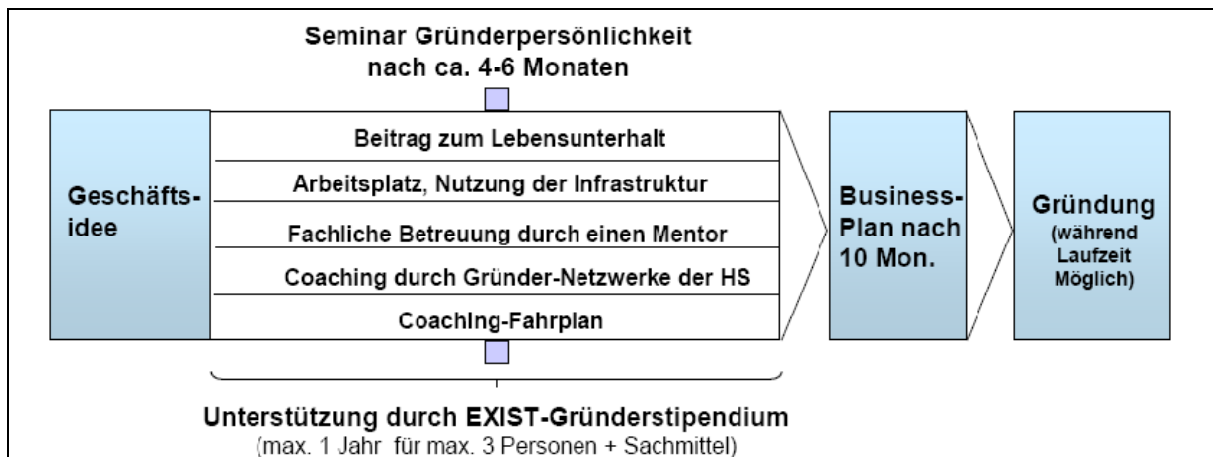 Seminar Gründerpersönlichkeit
nach ca. 4-6 Monaten
Geschäfts-
idee
Beitrag zum Lebensunterhalt
Arbeitsplatz, Nutzung der Infrastruktur
Fachliche Betreuung durch einen Mentor
Coaching durch Gründer-Netzwerke der HS
Coaching-Fahrplan
Business-
Plan nach
10 Mon.
Gründung
(während
Laufzeit
Möglich)
Unterstützung durch EXIST-Gründerstipendium
(max. 1 Jahr für max. 3 Personen + Sachmittel)